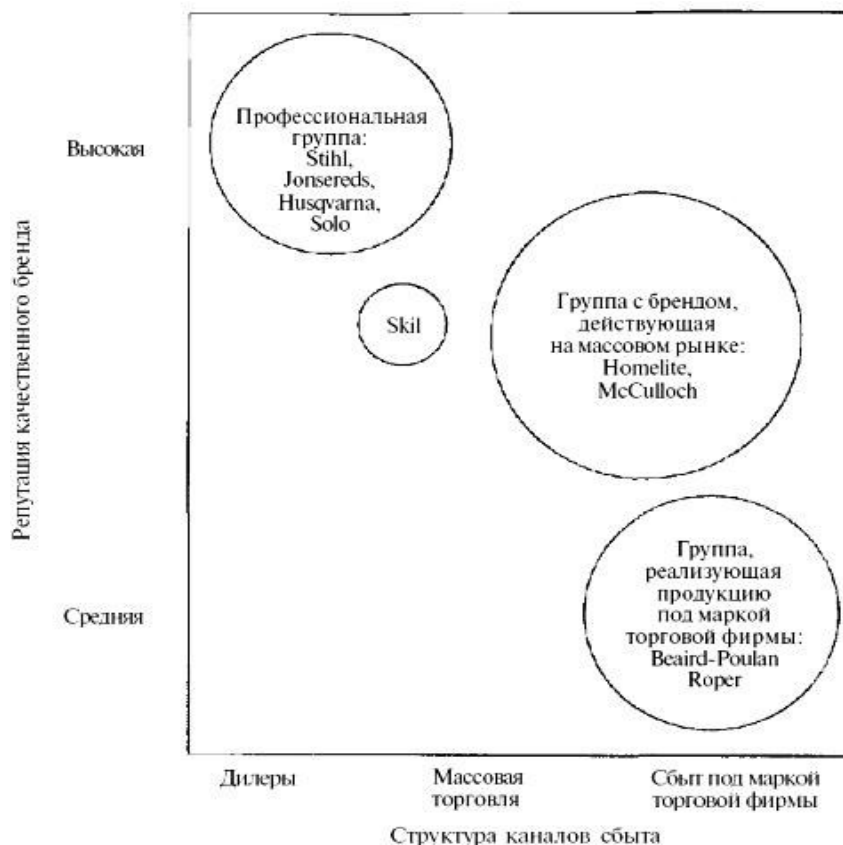 Репутация качественного бренда
Высокая
Средняя
Профессиональная
группа:
Stihl,
Jonsereds,
Husqvarna,
Solo
Skil
Группа с брендом,
действующая
на массовом рынке:
Homelite,
McCulloch
Группа,
реализующая
продукцию
под маркой
торговой фирмы:
Beaird-Poulan
Roper
Дилеры
Массовая
торговля
Сбыт под маркой
торговой фирмы
Структура каналов сбыта